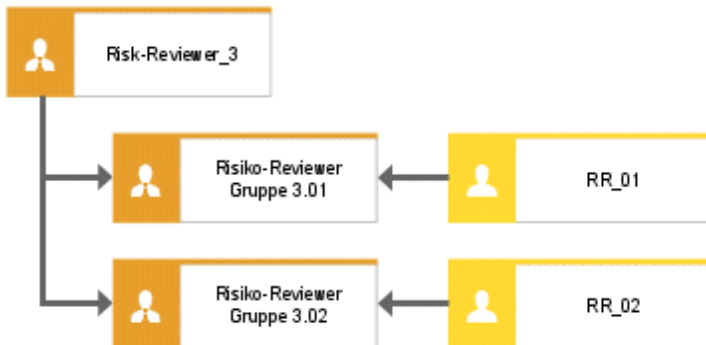 Risk-Reviewer_3
Risiko-Reviewer
Gruppe 3.01
RR_01
Risiko-Reviewer
Gruppe 3.02
RR_02